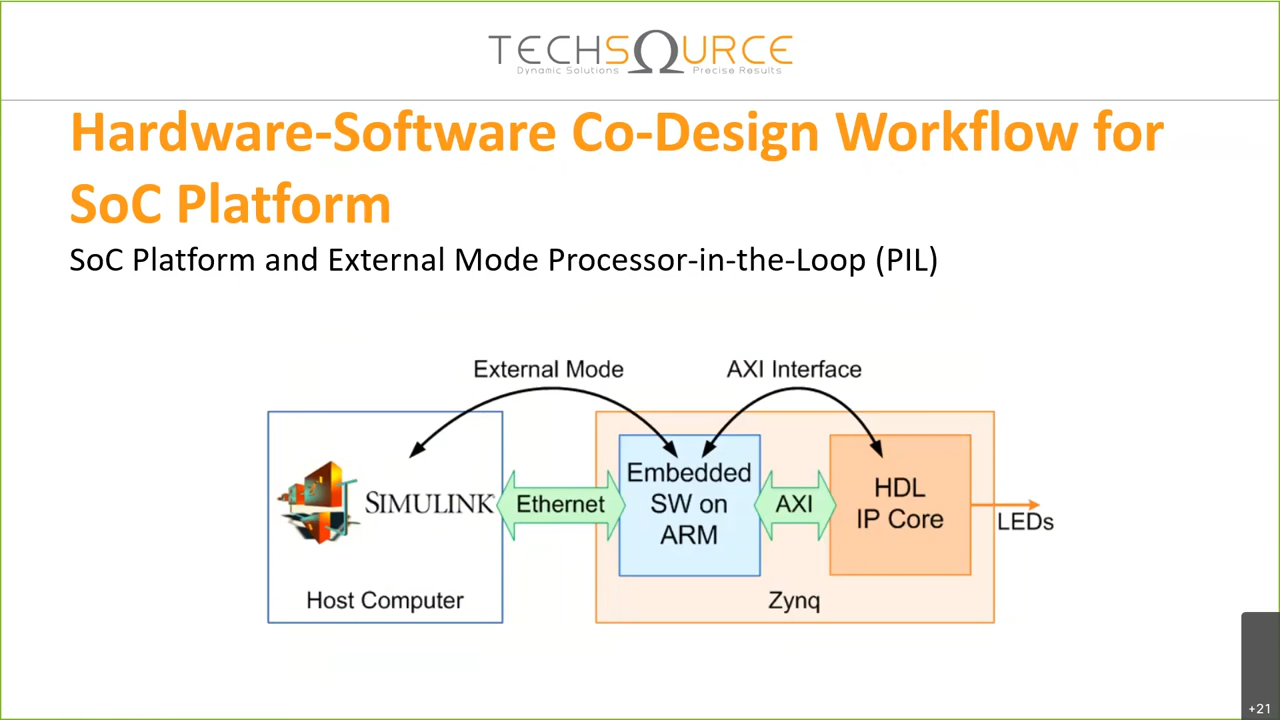 TECHSOURCE
Dynamic Solutions Precise Results
Hardware-Software Co-Design Workflow for
SoC Platform
SoC Platform and External Mode Processor-in-the-Loop (PIL)
External Mode
AXI Interface
SIMULINK
Host Computer
Ethernet
Embedded
SW on
ARM
AXI
HDL
IP Core
LEDs
Zynq
+21